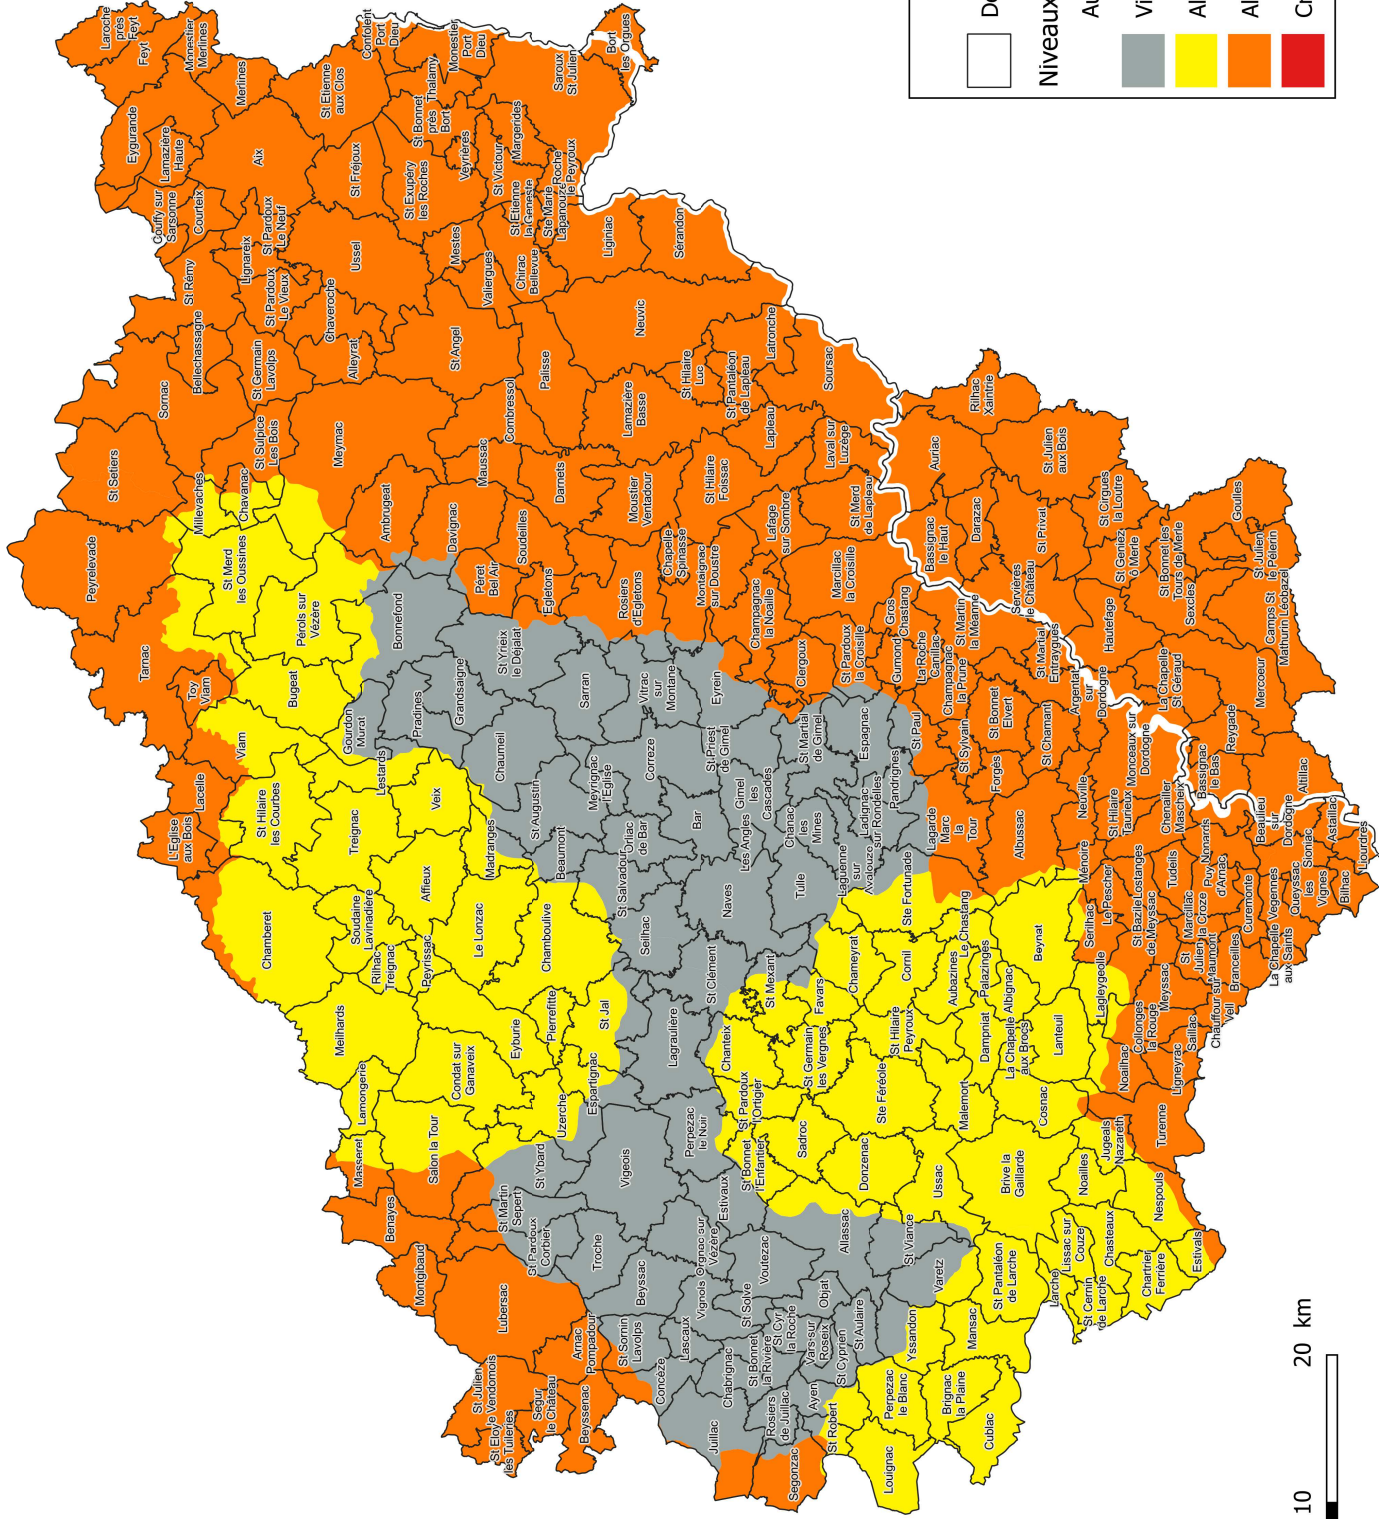 Peyrelevade
St Setiers
Tarnac
Toy
Viam
Lacelle
L'Eglise
aux Bois
Viam
Millevaches
Chavanac
St Sulpice
Les Bois
Sornac
Bellechassagne
St Rémy
Couffy sur
Sarsonne
Courteix
Lamazière
Haute
Eygurande
Feyt
Laroche
près
Feyt
Monestier
Merlines
Merlines
Aix
Lignareix
St Pardoux
Le Neuf
St Pardoux
Le Vieux
St Germain
Lavolps
Chaveroche
Alleyrat
Meymac
Ussel
St Fréjoux
St Etienne
aux Clos
Confolent
Port
Dieu
Monestier
Port
Dieu
Thalamy
St Bonnet
près
Bort
St Exupéry
les Roches
Veyrières
Mestes
St Angel
Valiergues
St Victour
Margerides
St Etienne
la Geneste
Ste Marie
Lapanouze
Roche
le Peyroux
Saroux
St Julien
Bort
les Orgues
Chirac
Bellevue
Liginiac
Sérandon
Neuvic
Palisse
Combressol
Maussac
Darnets
Soudeilles
Davignac
Ambrugeat
Péret
Bel Air
Egletons
Rosiers
d'Egletons
Moustier
Ventadour
Lamazière
Basse
St Hilaire
Luc
St Pantaléon
de Lapleau
Latronche
Soursac
Lapleau
Laval sur
Luzège
St Hilaire
Foissac
Chapelle
Spinasse
Montaignac
sur Doustre
Lafage
sur Sombre
St Merd
de Lapleau
Marcillac
la Croisille
Champagnac
la Noaille
Clergoux
St Pardoux
la Croisille
Gros
Chastang
Gumond
La Roche
Canillac
Champagnac
la Prune
St Martin
la Méanne
St Merd
les Oussines
Pérols sur
Vézère
Bugeat
Bonnefond
Gourdon
Murat
Pradines
Grandsaigne
Lestards
St Hilaire
les Courbes
Treignac
Veix
Chamberet
Soudaine
Lavinadière
Rilhac
Treignac
Affieux
Peyrissac
Madranges
Le Lonzac
Chamboulive
Meilhards
Lamongerie
Masseret
Salon la Tour
Condat sur
Ganaveix
Eyburie
Pierrefitte
St Jal
Uzerche
Espartignac
Benayes
Montgibaud
Lubersac
St Martin
Sepert
St Ybard
St Pardoux
Corbier
Arnac
Pompadour
St Julien
le Vendomois
St Eloy
les Tuileries
Segur
le Château
Beyssenac
Troche
Vigeois
Beyssac
St Sornin
Lavolps
Concèze
Lascaux
Vignols
Orgnac sur
Vézère
Estivaux
Perpezac
le Noir
Juillac
Chabrignac
St Bonnet
la Rivière
St Solve
St Cyr
la Roche
Voutezac
Objat
Allassac
Vars sur
Roseix
St Aulaire
St Cyprien
Ayen
Rosiers
de Juillac
Segonzac
St Robert
Louignac
Perpezac
le Blanc
Yssandon
Brignac
la Plaine
Cublac
Mansac
Varetz
St Viance
St Pantaléon
de Larche
Larche
St Cernin
de Larche
Lissac sur
Couze
Chasteaux
Chartrier
Ferrière
Estivals
Nespouls
Noailles
Jugeals
Nazareth
Turenne
Brive la
Gaillarde
Ussac
Donzenac
Sadroc
St Bonnet
l'Enfantier
St Pardoux
l'Ortigier
Chanteix
St Germain
les Vergnes
Ste Féréole
Malemort
Cosnac
St Hilaire
Peyroux
Favars
St Mexant
Chameyrat
Cornil
Aubazines
Dampniat
Palazinges
La Chapelle
aux Brocs
Albignac
Lanteuil
Le Chastang
Beynat
Lagleygeolle
Ste Fortunade
St Yrieix
le Déjalat
Chaumeil
Sarran
St Augustin
Meyrignac
l'Eglise
Vitrac
sur
Montane
Correze
Eyrein
Beaumont
Orliac
de Bar
St Salvadour
Bar
St Priest
de Gimel
Gimel
les
Cascades
Les Angles
Seilhac
Naves
Tulle
St Clément
Lagraulière
Chanac
les
Mines
St Martial
de Gimel
Espagnac
Ladignac
sur Rondelles
Pandrignes
St Paul
Laguenne
sur
Avalouze
Lagarde
Marc
la
Tour
St Sylvain
St Bonnet
Elvert
Forgès
St Chamant
Albussac
Neuville
Ménoire
St Hilaire
Taurieux
Monceaux sur
Dordogne
Argentat
sur
Dordogne
St Martial
Entraygues
Servières
le Château
Bassignac
le Haut
Darazac
Auriac
Rilhac
Xaintrie
St Julien
aux Bois
St Privat
St Cirgues
la Loutre
Hautefage
St Geniez
ô Merle
St Bonnet les
Tours de Merle
Sexcles
Goulles
St Julien
le Pelerin
Camps St
Mathurin Léobazel
Mercoeur
La Chapelle
St Géraud
Reygade
Bassignac
le Bas
Altillac
Chenailler
Mascheix
Beaulieu
sur
Dordogne
Astaillac
Liourdres
Sioniac
Nonards
Puy
d'Arnac
Tudeils
Lostanges
Le Pescher
Serilhac
St Bazile
de Meyssac
Marcillac
la Croze
St
Julien
Maumont
Curemonte
Queyssac
les
Vignes
Bilhac
Vegennes
La Chapelle
aux Saints
Branceilles
Chauffour sur
Vell
Meyssac
Collonges
la Rouge
Saillac
Ligneyrac
Noailhac
10
20 km
Niveaux